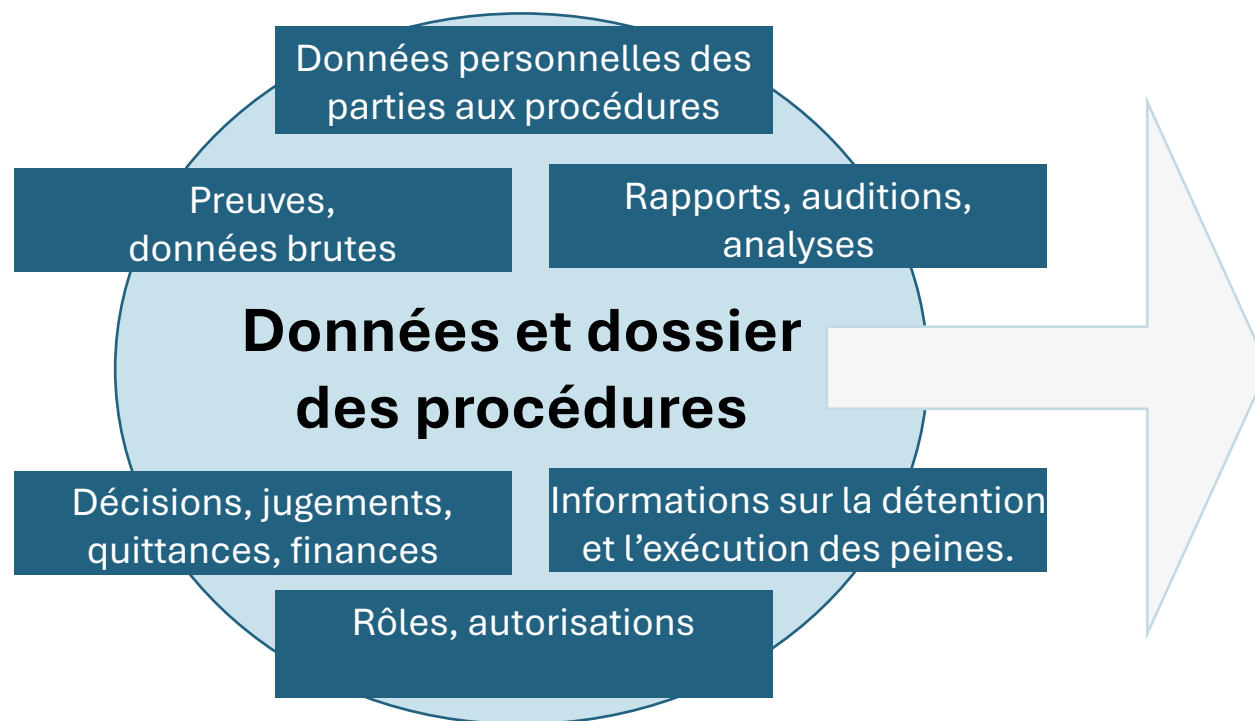 Données personnelles des
parties aux procédures
Preuves,
données brutes
Rapports, auditions,
analyses
Données et dossier
des procédures
Décisions, jugements,
quittances, finances
Informations sur la détention
et l’exécution des peines.
Rôles, autorisations